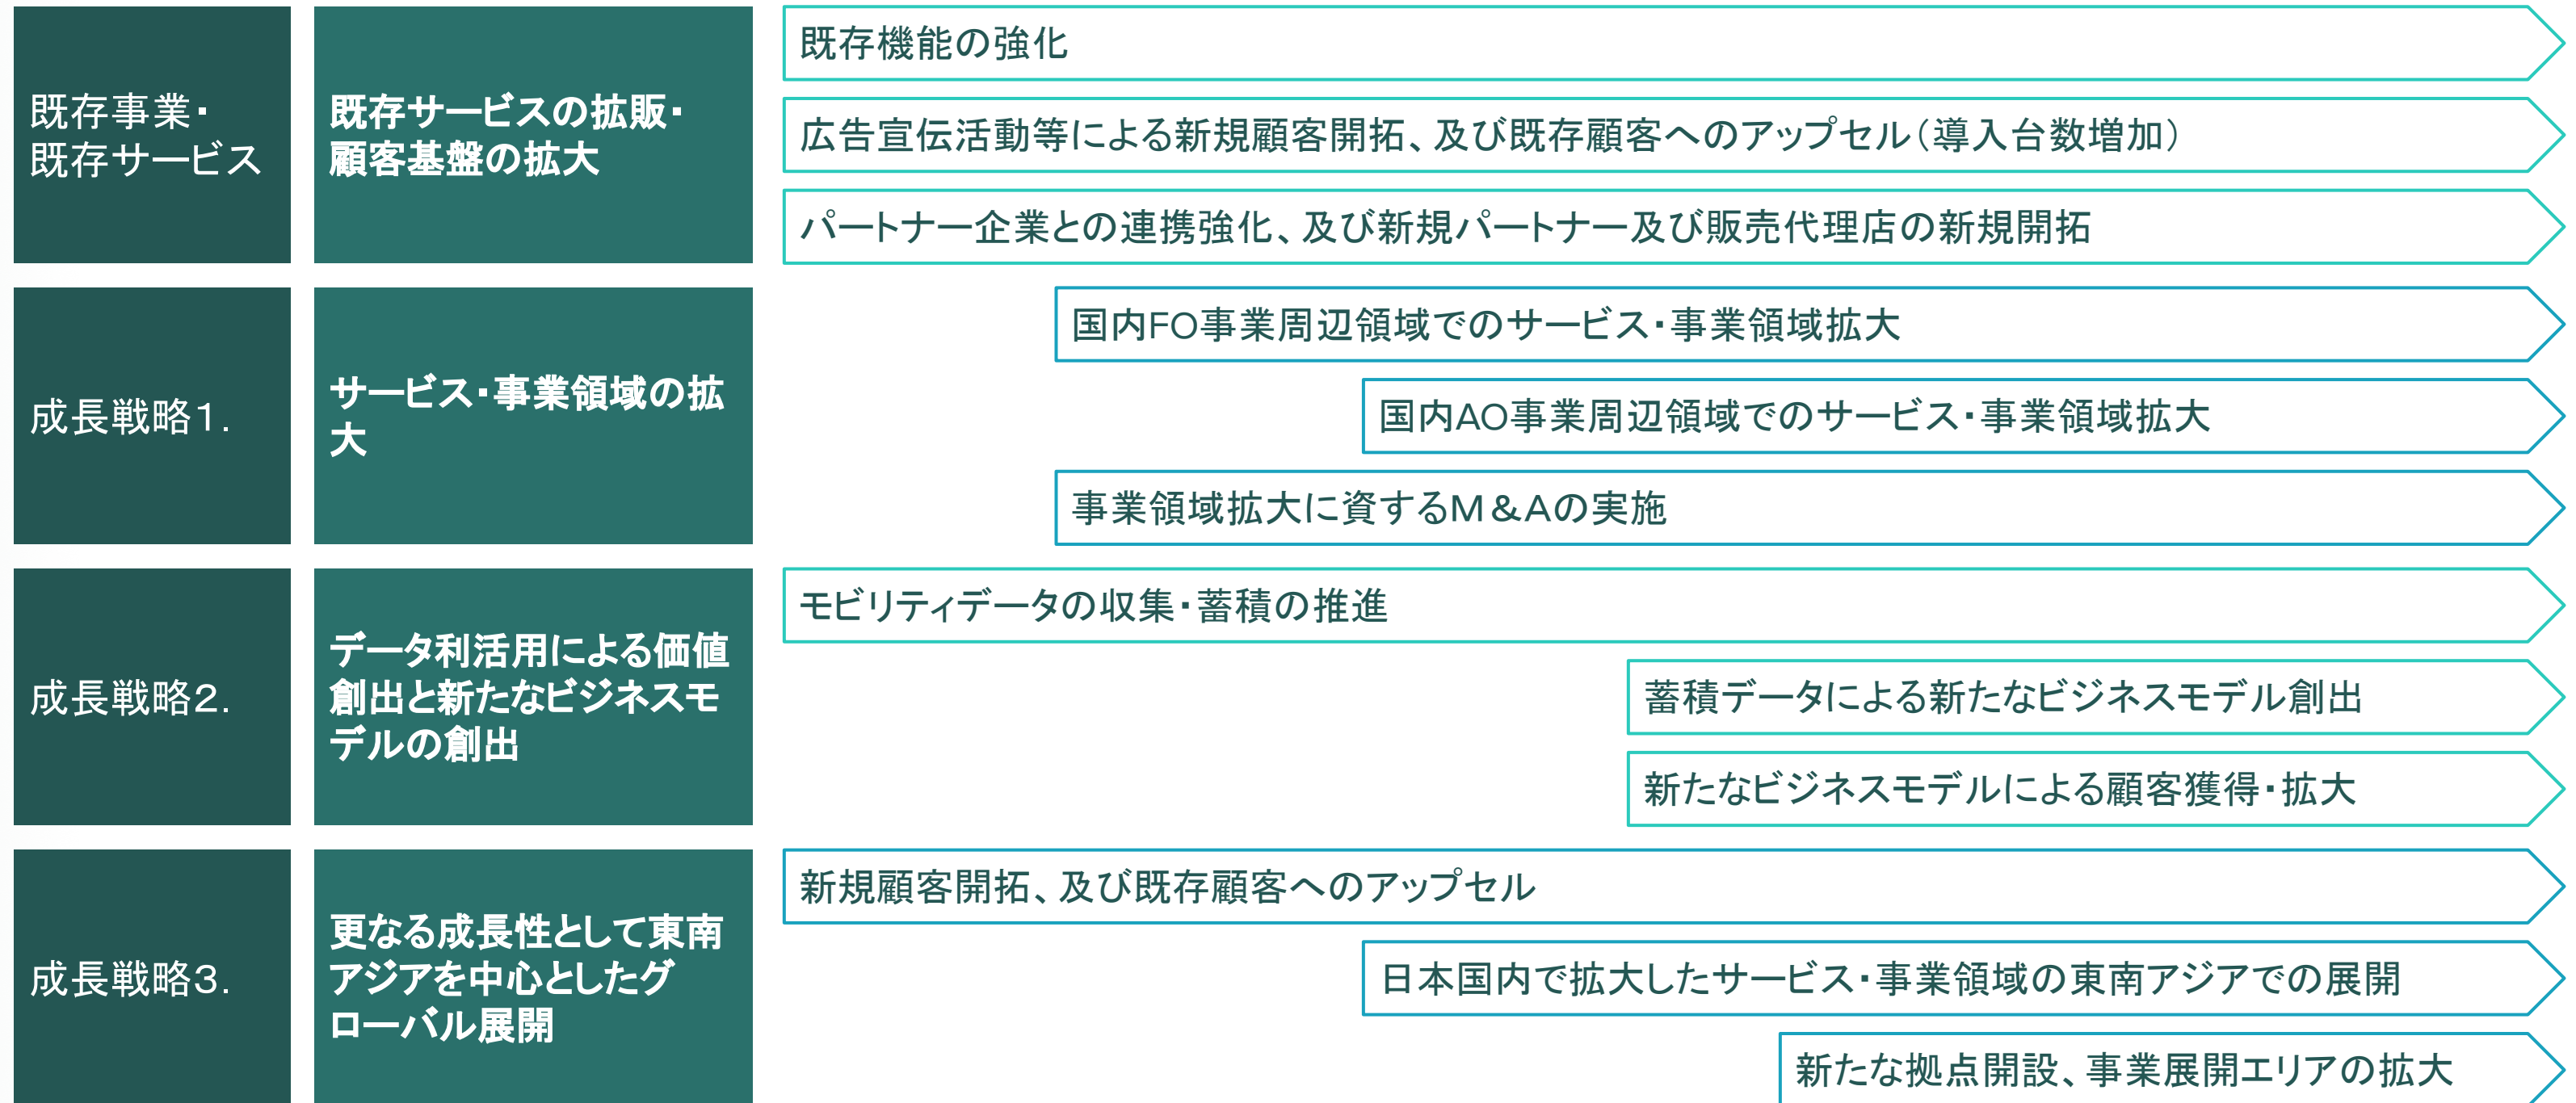 既存事業・
既存サービス
既存サービスの拡販・
顧客基盤の拡大
既存機能の強化
広告宣伝活動等による新規顧客開拓、及び既存顧客へのアップセル（導入台数増加）
パートナー企業との連携強化、及び新規パートナー及び販売代理店の新規開拓
成長戦略1.
サービス・事業領域の拡
大
国内FO事業周辺領域でのサービス・事業領域拡大
国内AO事業周辺領域でのサービス・事業領域拡大
事業領域拡大に資するM＆Aの実施
成長戦略2.
データ利活用による価値
創出と新たなビジネスモ
デルの創出
モビリティデータの収集・蓄積の推進
蓄積データによる新たなビジネスモデル創出
新たなビジネスモデルによる顧客獲得・拡大
成長戦略3.
更なる成長性として東南
アジアを中心としたグ
ローバル展開
新規顧客開拓、及び既存顧客へのアップセル
日本国内で拡大したサービス・事業領域の東南アジアでの展開
新たな拠点開設、事業展開エリアの拡大